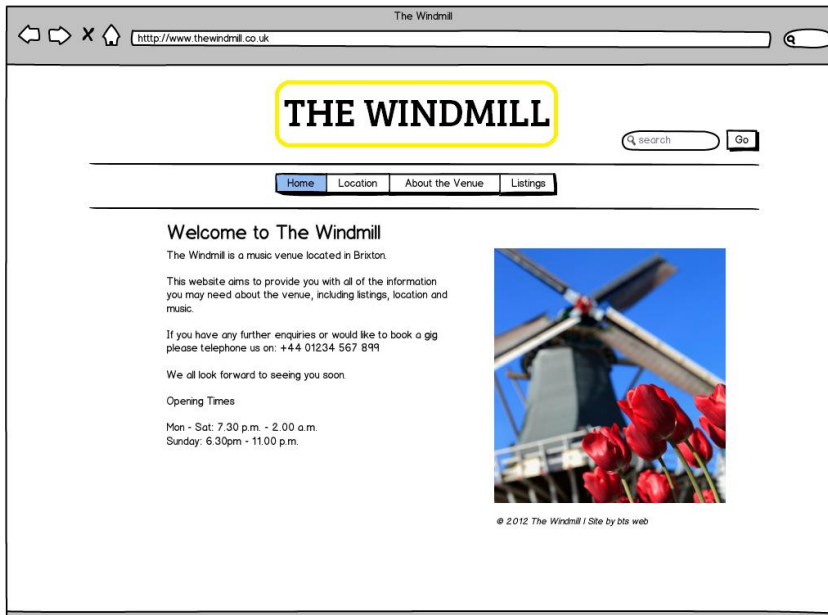 The Windmill
htttp://www.thewindmill.co.uk
THE WINDMILL
search
Go
Home Location About the Venue Listings
Welcome to The Windmill
The Windmill is a music venue located in Brixton.
This website aims to provide you with all of the information
you may need about the venue, including listings, location and
music.
If you have any further enquiries or would like to book a gig
please telephone us on: +44 01234 567 899
We all look forward to seeing you soon.
Opening Times
Mon - Sat: 7.30 p.m. - 2.00 a.m.
Sunday: 6.30pm - 11.00 p.m.
© 2012 The Windmill | Site by bts web